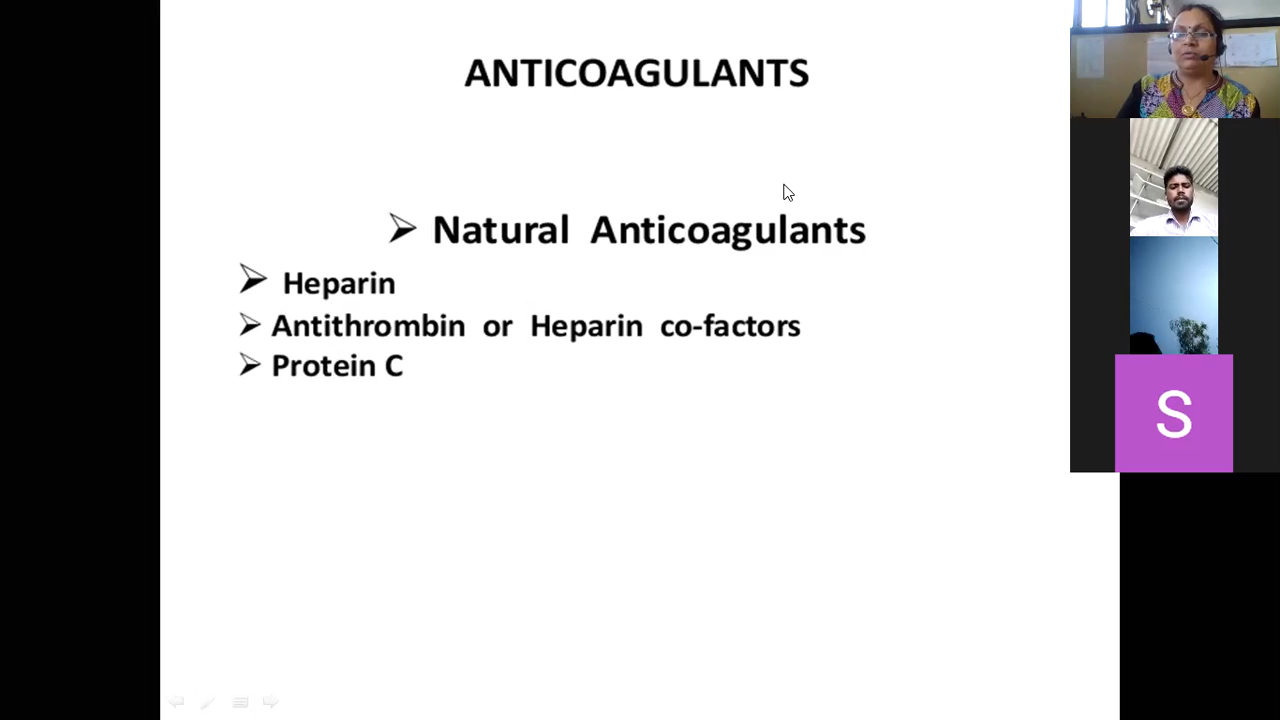 ANTICOAGULANTS
Natural Anticoagulants
Heparin
Antithrombin or Heparin co-factors
Protein C
S